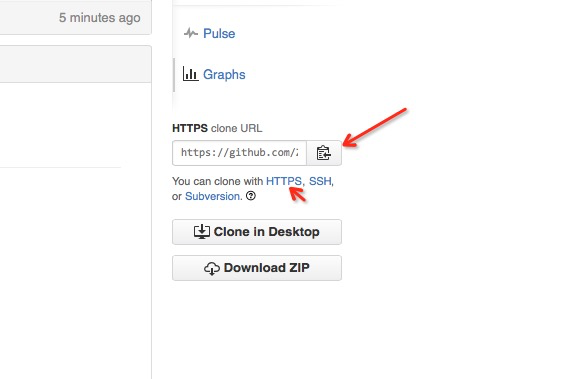 5 minutes ago
Pulse
Graphs
HTTPS clone URL
https://github.com/
You can clone with HTTPS, SSH,
or Subversion.
Clone in Desktop
Download ZIP